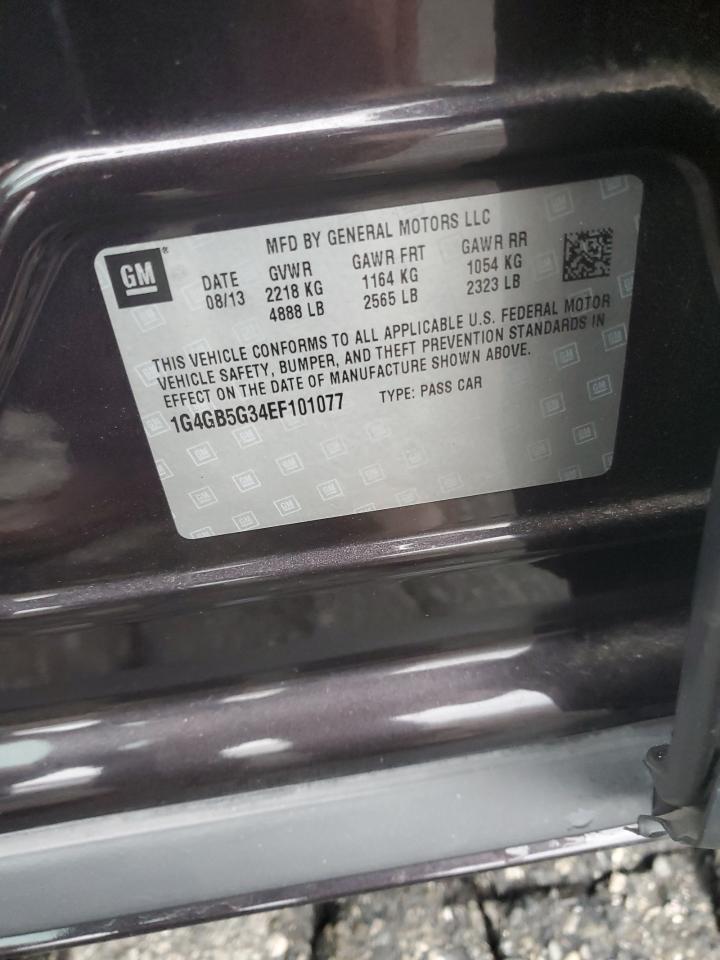 GM ®
MFD BY GENERAL MOTORS LLC
DATE GVWR GAWR FRT GAWR RR
08/13 2218 KG 1164 KG 1054 KG
4888 LB 2565 LB 2323 LB
THIS VEHICLE CONFORMS TO ALL APPLICABLE U.S. FEDERAL MOTOR
VEHICLE SAFETY, BUMPER, AND THEFT PREVENTION STANDARDS IN
EFFECT ON THE DATE OF MANUFACTURE SHOWN ABOVE.
1G4GB5G34EF101077 TYPE: PASS CAR